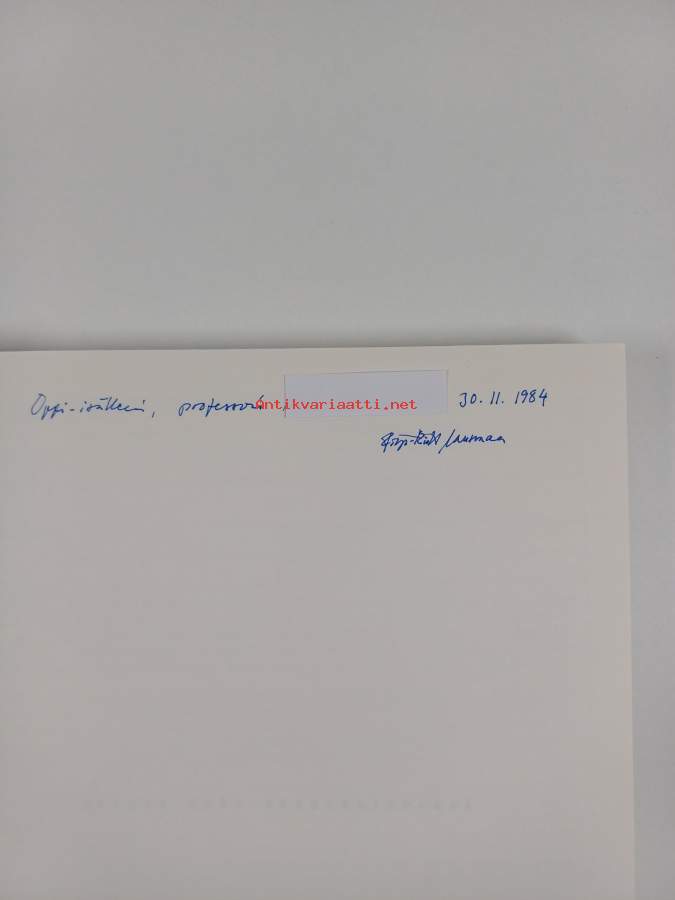 Oppi-isälleni, professori Antikvariaatti.net 30.11.1984